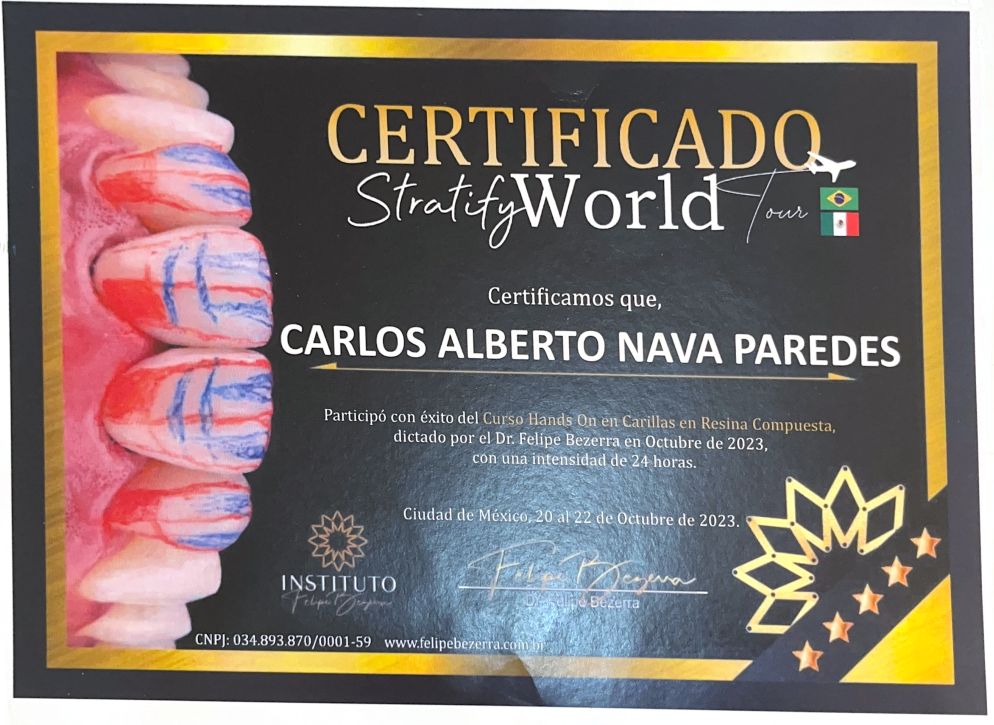 CERTIFICADO
Stratify World Tour
Certificamos que,
CARLOS ALBERTO NAVA PAREDES
Participó con éxito del Curso Hands On en Carillas en Resina Compuesta,
dictado por el Dr. Felipe Bezerra en Octubre de 2023,
con una intensidad de 24 horas.
Ciudad de México, 20 al 22 de Octubre de 2023.
INSTITUTO
Felipe Bezerra
Felipe Bezerra
Dr. Felipe Bezerra
CNPJ: 034.893.870/0001-59 www.felipebezerra.com.br